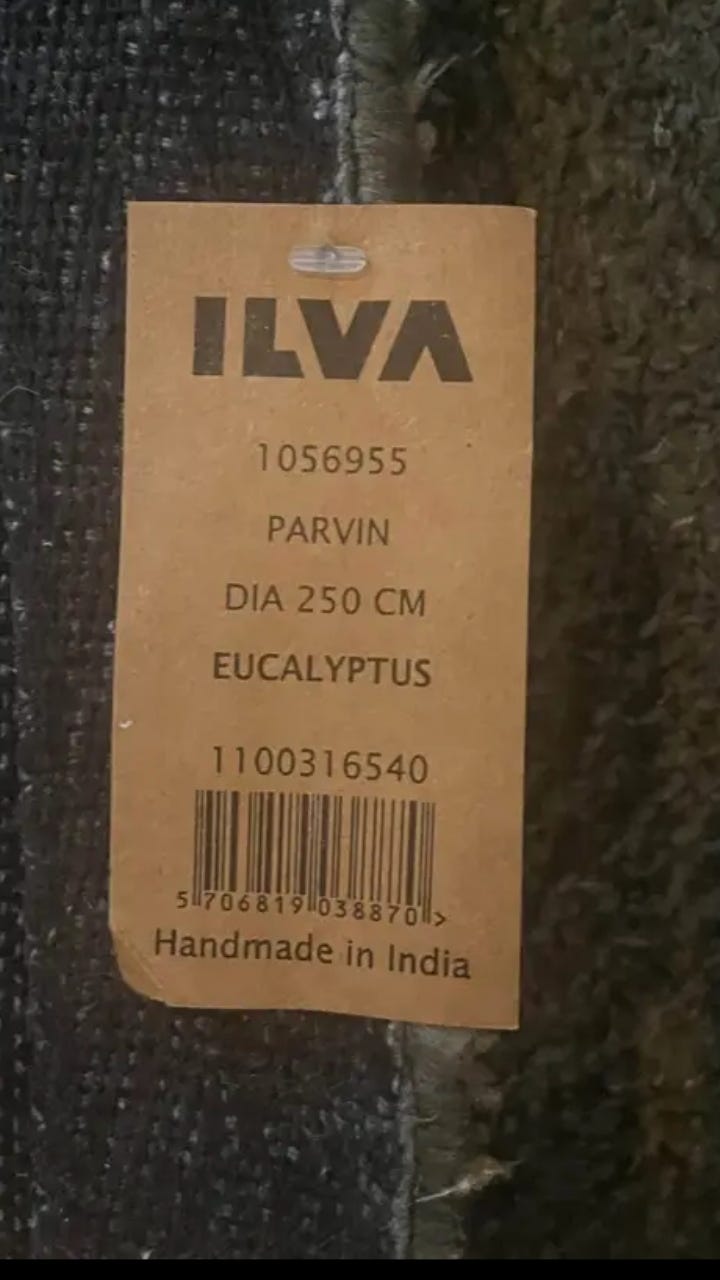 ILVA
1056955
PARVIN
DIA 250 CM
EUCALYPTUS
1100316540
5 706819 038870 >
Handmade in India